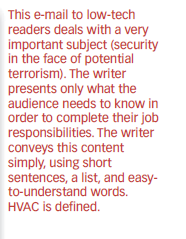 This e-mail to low-tech
readers deals with a very
important subject (security
in the face of potential
terrorism). The writer
presents only what the
audience needs to know in
order to complete their job
responsibilities. The writer
conveys this content
simply, using short
sentences, a list, and easy-
to-understand words.
HVAC is defined.